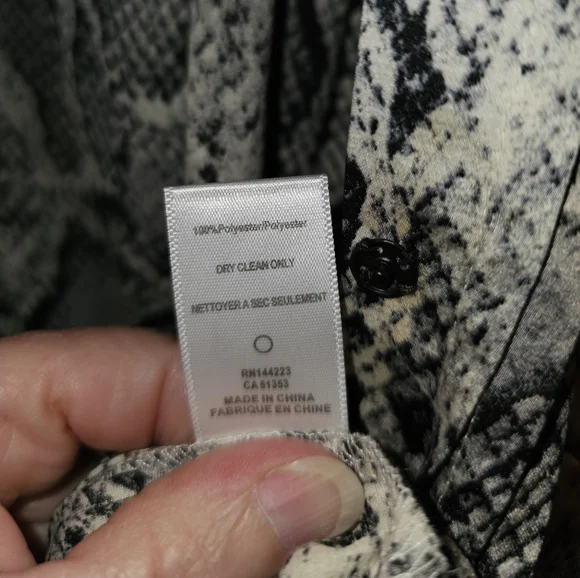 100%Polyester/Polyester
DRY CLEAN ONLY
NETTOYER A SEC SEULEMENT
RN144223
CA 51353
MADE IN CHINA
FABRIQUE EN CHINE